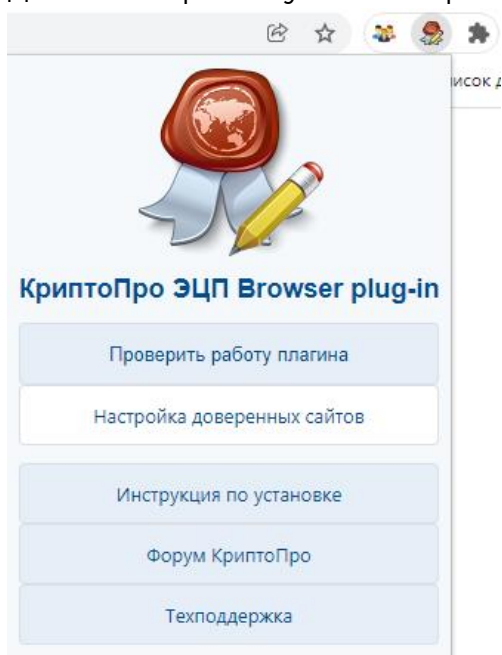 исок д
КриптоПро ЭЦП Browser plug-in
Проверить работу плагина
Настройка доверенных сайтов
Инструкция по установке
Форум КриптоПро
Техподдержка